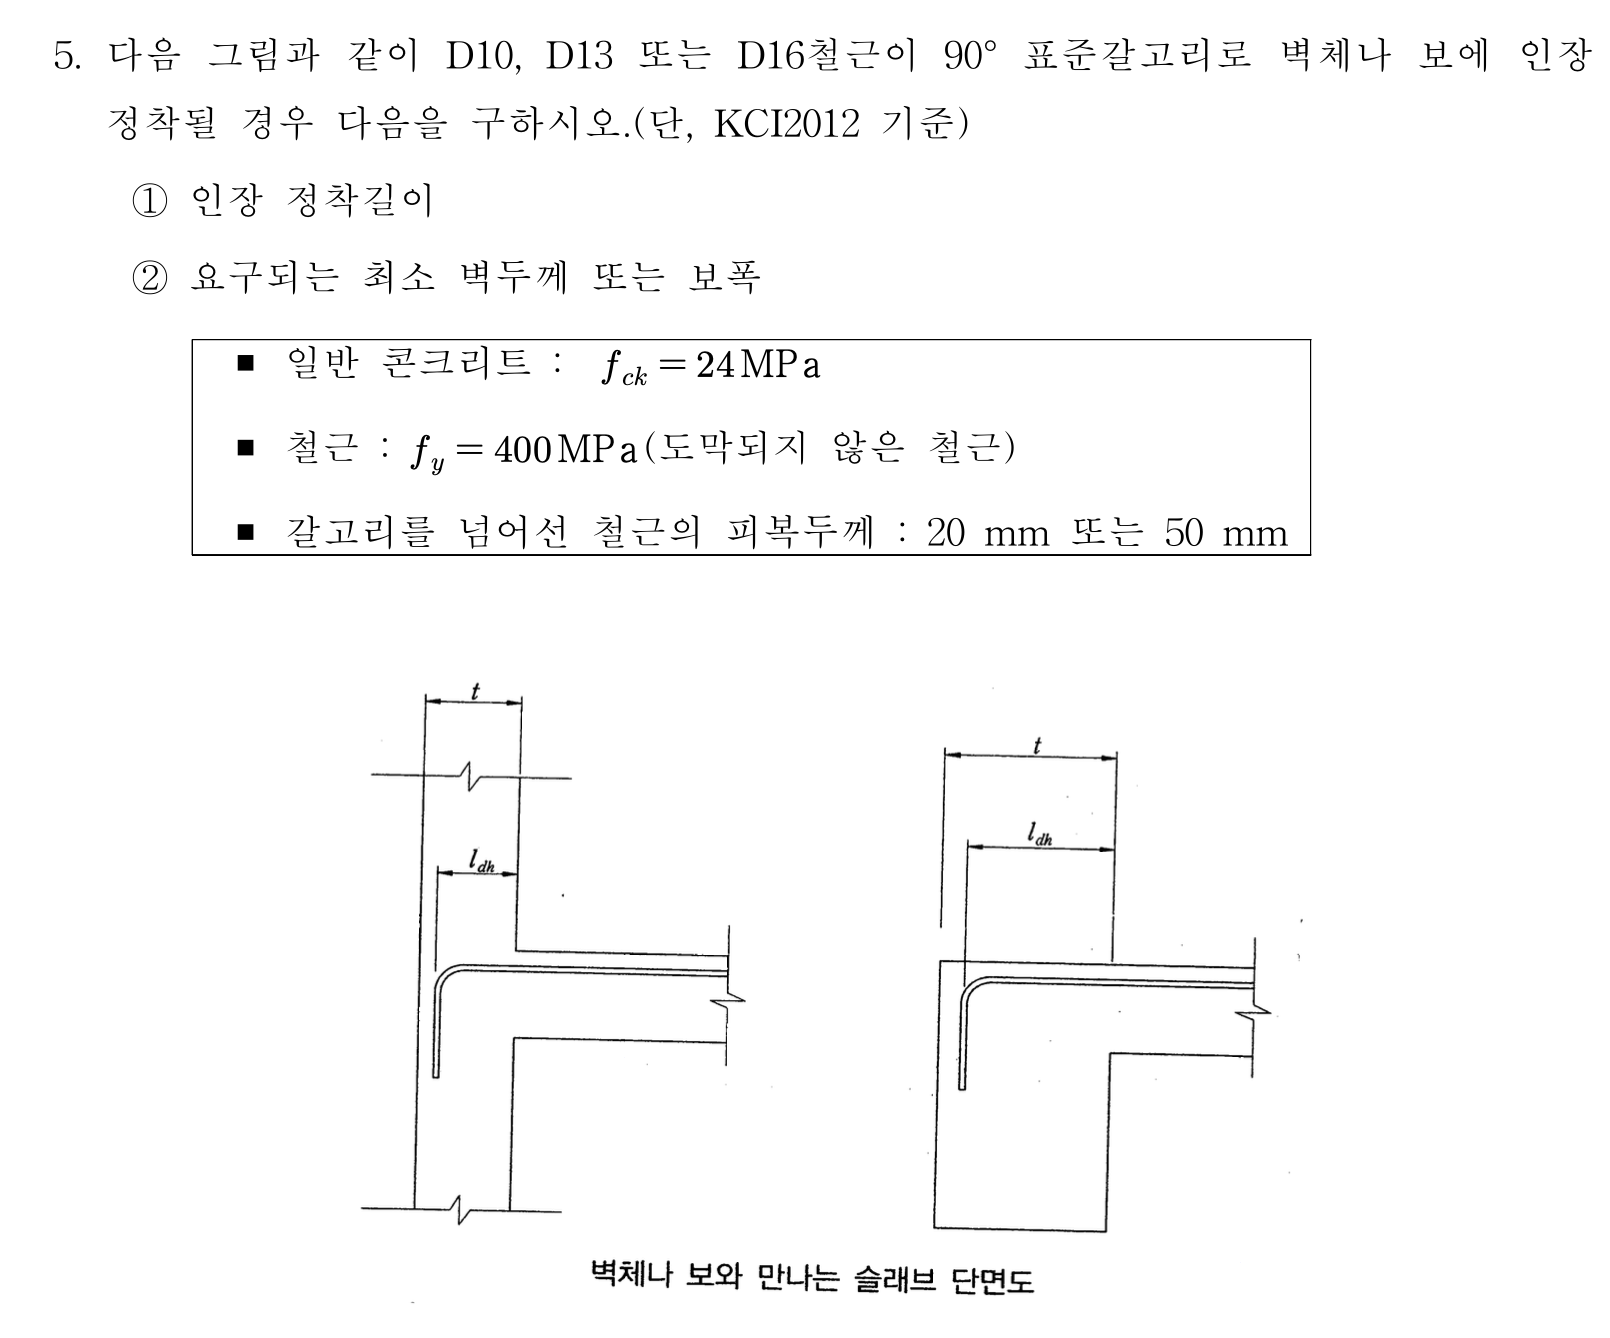 5. 다음 그림과 같이 D10, D13 또는 D16철근이 90° 표준갈고리로 벽체나 보에 인장
정착될 경우 다음을 구하시오.(단, KCI2012 기준)
① 인장 정착길이
② 요구되는 최소 벽두께 또는 보폭
■ 일반 콘크리트 : f_{ck} = 24MPa
■ 철근 : f_y = 400MPa(도막되지 않은 철근)
■ 갈고리를 넘어선 철근의 피복두께 : 20 mm 또는 50 mm
t
t
l_{dh}
l_{dh}
벽체나 보와 만나는 슬래브 단면도